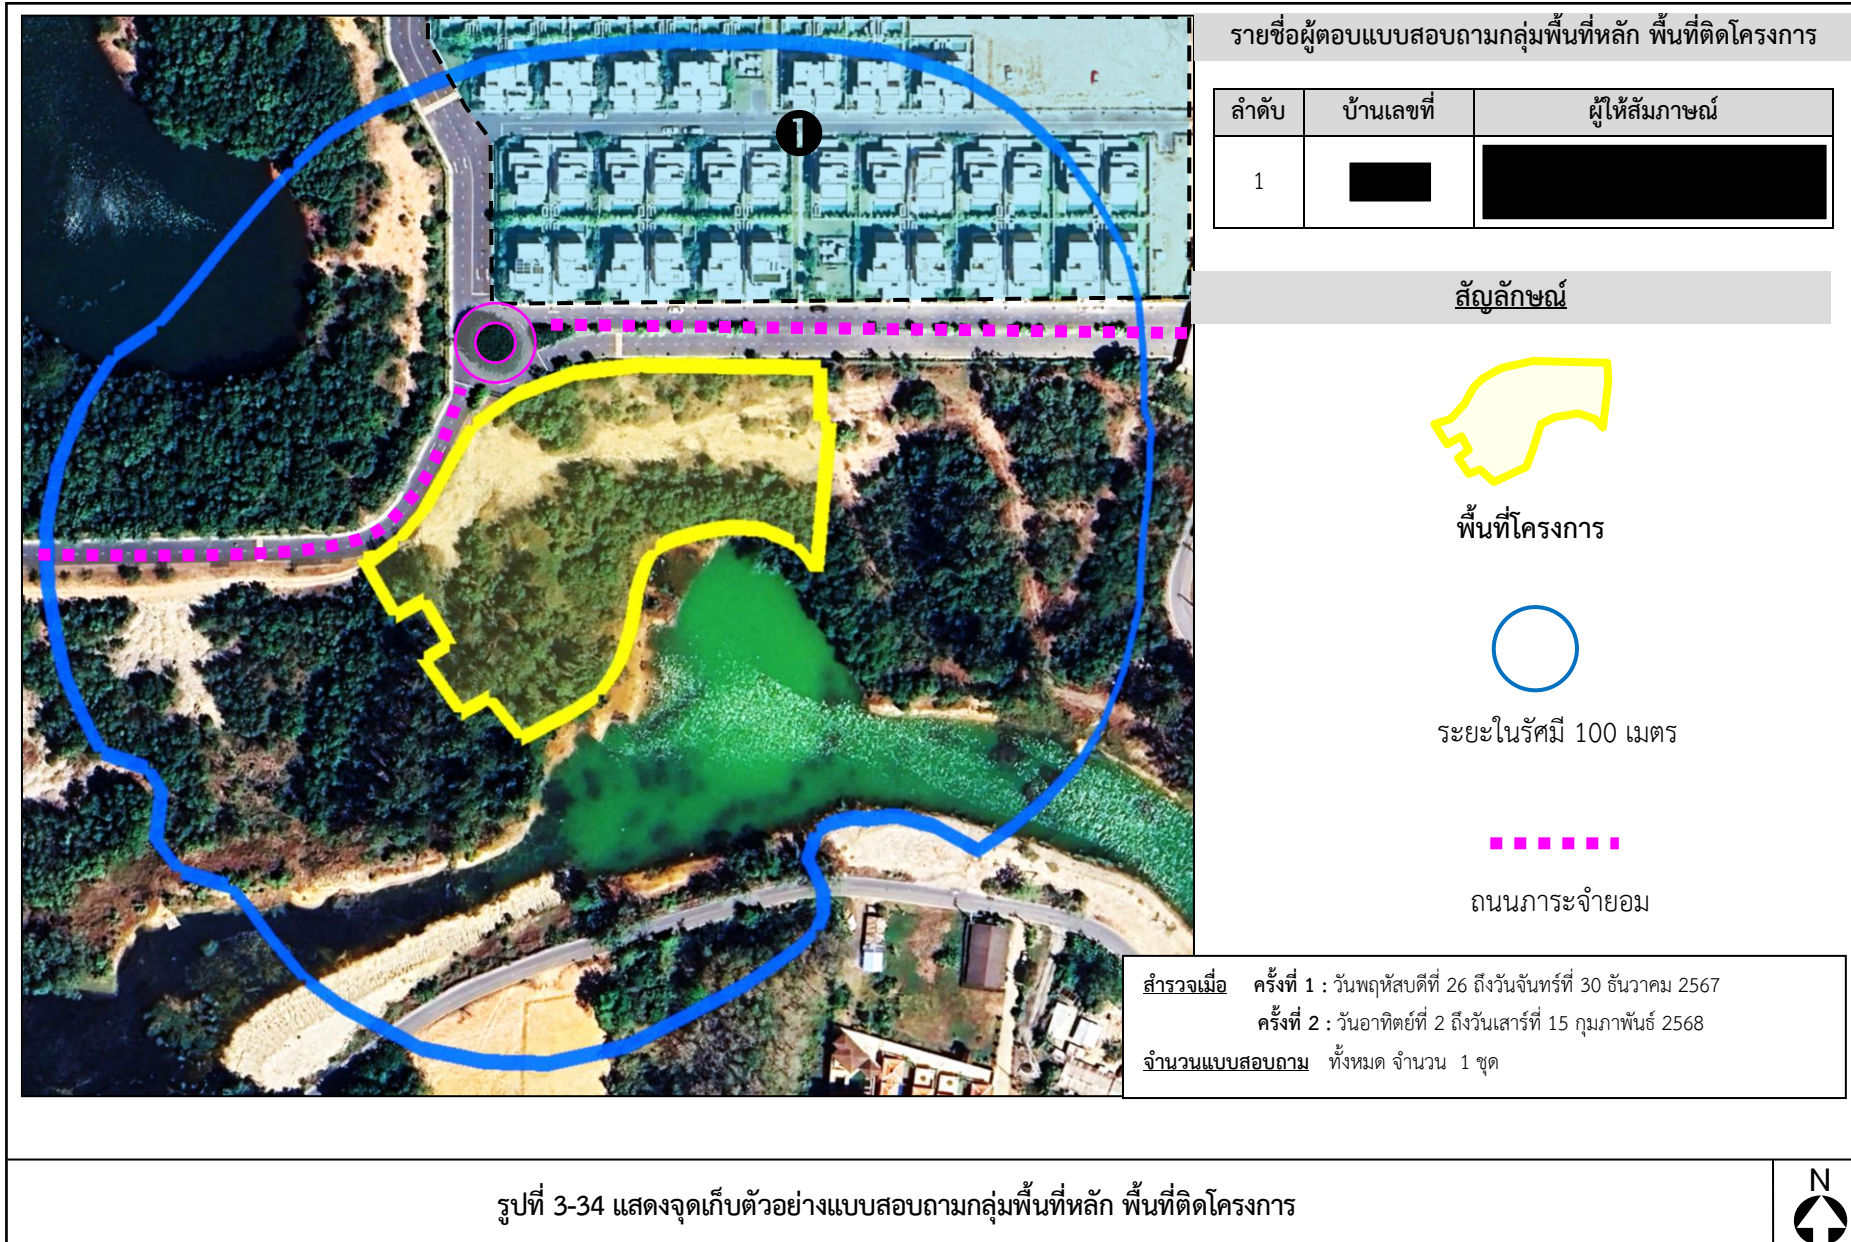 รายชื่อผู้ตอบแบบสอบถามกลุ่มพื้นที่หลัก พื้นที่ติดโครงการ
ลำดับ บ้านเลขที่ ผู้ให้สัมภาษณ์
1
1
สัญลักษณ์
พื้นที่โครงการ
ระยะในรัศมี 100 เมตร
ถนนภาระจำยอม
สำรวจเมื่อ ครั้งที่ 1 : วันพฤหัสบดีที่ 26 ถึงวันจันทร์ที่ 30 ธันวาคม 2567
ครั้งที่ 2 : วันอาทิตย์ที่ 2 ถึงวันเสาร์ที่ 15 กุมภาพันธ์ 2568
จำนวนแบบสอบถาม ทั้งหมด จำนวน 1 ชุด
รูปที่ 3-34 แสดงจุดเก็บตัวอย่างแบบสอบถามกลุ่มพื้นที่หลัก พื้นที่ติดโครงการ
N